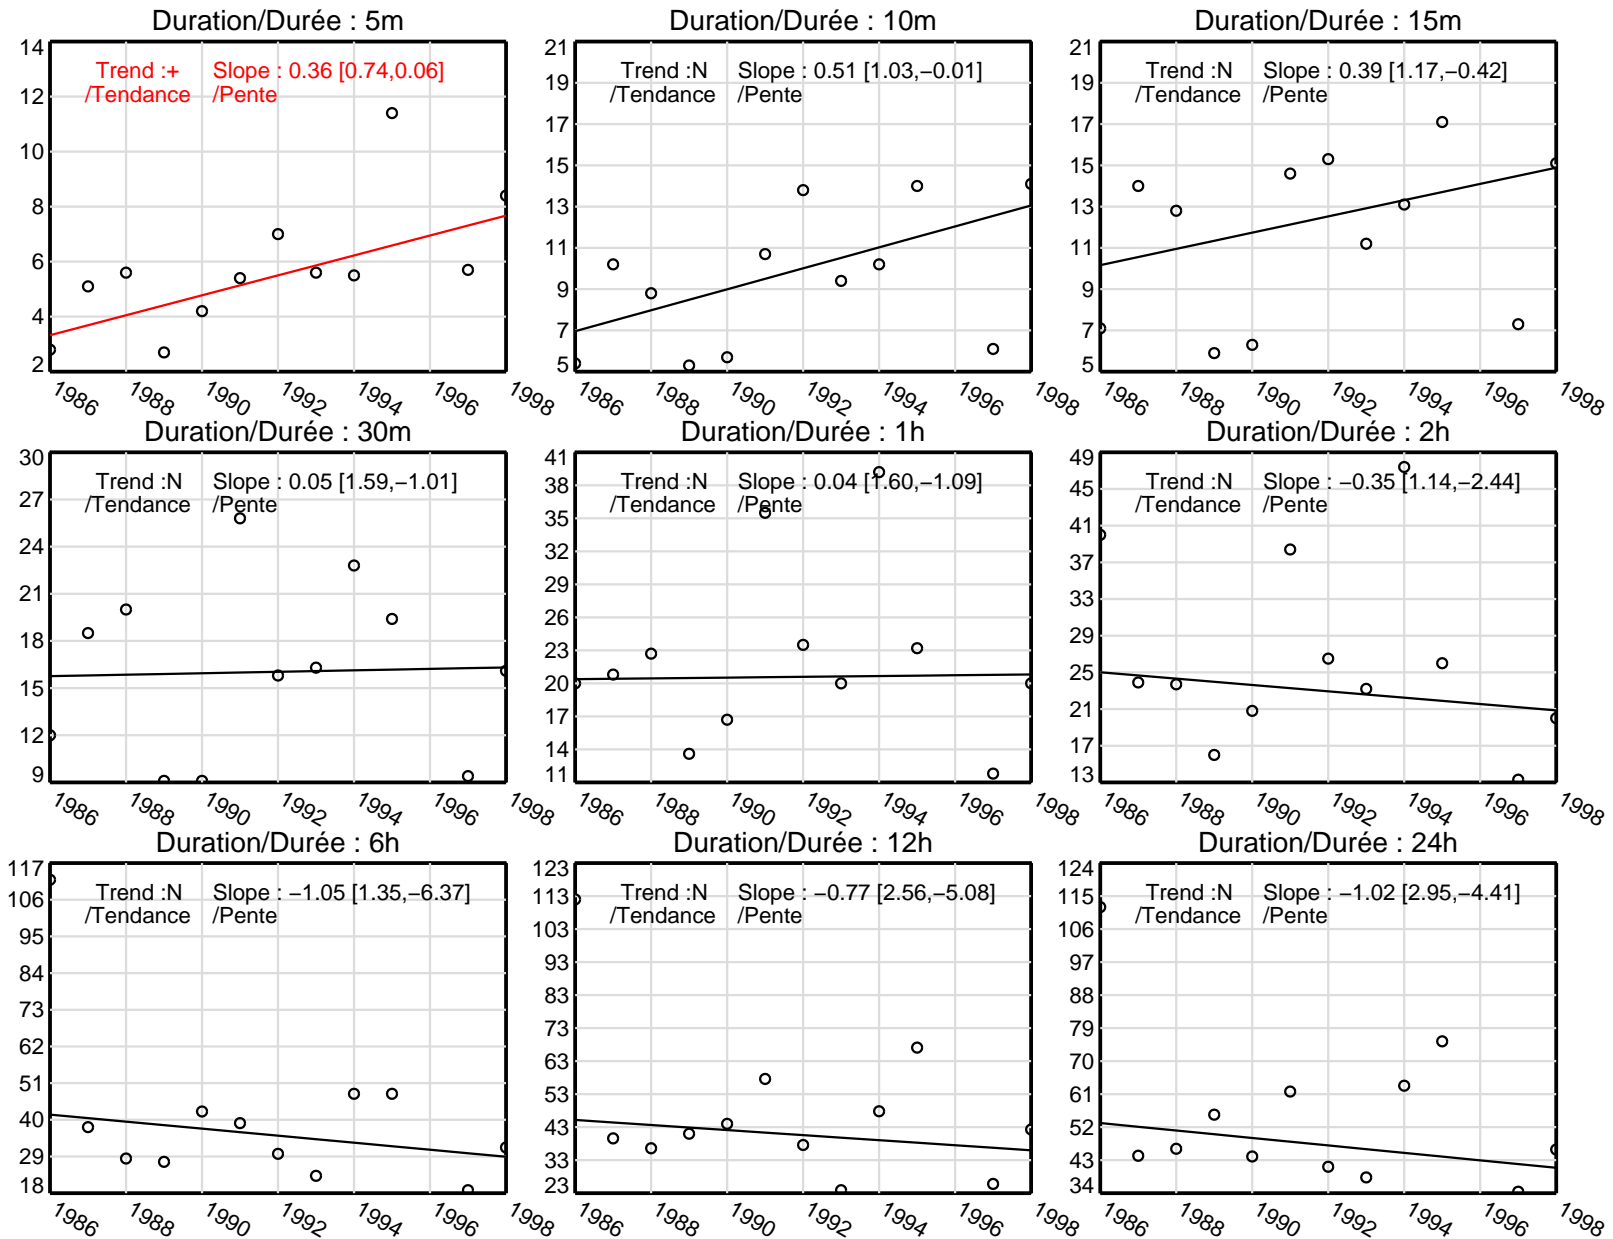 Duration/Durée : 5m
Trend :+ Slope : 0.36 [0.74,0.06]
/Tendance /Pente
14
12
10
8
6
4
2
1986 1988 1990 1992 1994 1996 1998
Duration/Durée : 10m
Trend :N Slope : 0.51 [1.03,−0.01]
/Tendance /Pente
21
19
17
15
13
11
9
7
5
1986 1988 1990 1992 1994 1996 1998
Duration/Durée : 15m
Trend :N Slope : 0.39 [1.17,−0.42]
/Tendance /Pente
21
19
17
15
13
11
9
7
5
1986 1988 1990 1992 1994 1996 1998
Duration/Durée : 30m
Trend :N Slope : 0.05 [1.59,−1.01]
/Tendance /Pente
30
27
24
21
18
15
12
9
1986 1988 1990 1992 1994 1996 1998
Duration/Durée : 1h
Trend :N Slope : 0.04 [1.60,−1.09]
/Tendance /Pente
41
38
35
32
29
26
23
20
17
14
11
1986 1988 1990 1992 1994 1996 1998
Duration/Durée : 2h
Trend :N Slope : −0.35 [1.14,−2.44]
/Tendance /Pente
49
45
41
37
33
29
25
21
17
13
1986 1988 1990 1992 1994 1996 1998
Duration/Durée : 6h
Trend :N Slope : −1.05 [1.35,−6.37]
/Tendance /Pente
117
106
95
84
73
62
51
40
29
18
1986 1988 1990 1992 1994 1996 1998
Duration/Durée : 12h
Trend :N Slope : −0.77 [2.56,−5.08]
/Tendance /Pente
123
113
103
93
83
73
63
53
43
33
23
1986 1988 1990 1992 1994 1996 1998
Duration/Durée : 24h
Trend :N Slope : −1.02 [2.95,−4.41]
/Tendance /Pente
124
115
106
97
88
79
70
61
52
43
34
1986 1988 1990 1992 1994 1996 1998